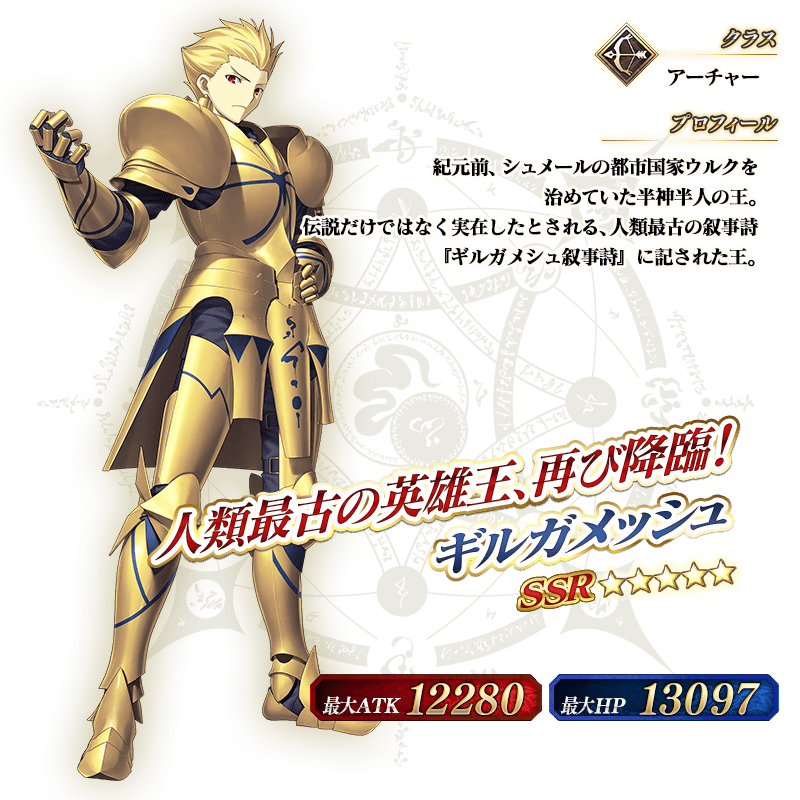 クラス
アーチャー
プロフィール
紀元前、シュメールの都市国家ウルクを
治めていた半神半人の王。
伝説だけではなく実在したとされる、人類最古の叙事詩
『ギルガメシュ叙事詩』に記された王。
人類最古の英雄王、再び降臨！
ギルガメッシュ
SSR ☆☆☆☆☆
最大ATK 12280
最大HP 13097